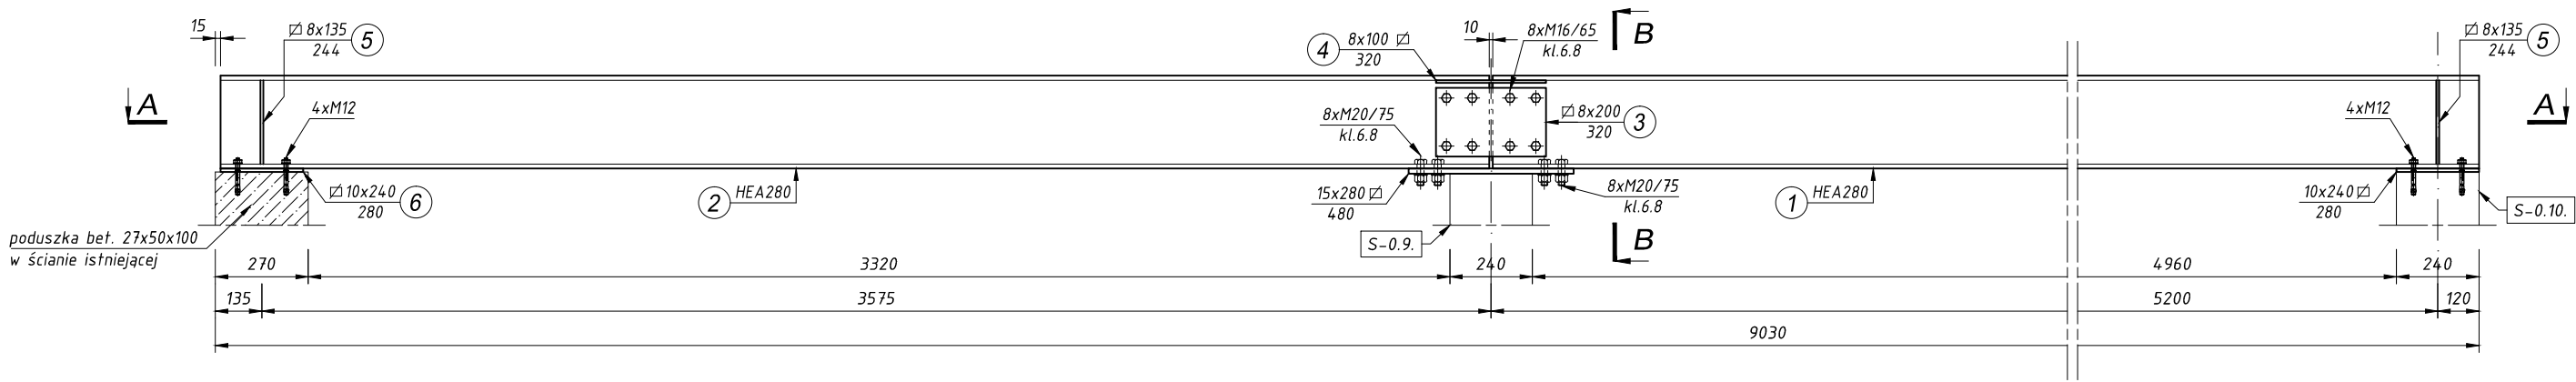 15
8x135
244
5
4xM12
A
10x240
280
6
poduszka bet. 27x50x100
w ścianie istniejącej
2
HEA280
4
8x100
320
10
8xM16/65
kl.6.8
B
8xM20/75
kl.6.8
8x200
320
3
15x280
480
8xM20/75
kl.6.8
S-0.9.
B
1
HEA280
8x135
244
5
4xM12
A
10x240
280
S-0.10.
270
3320
240
4960
240
135
3575
5200
120
9030